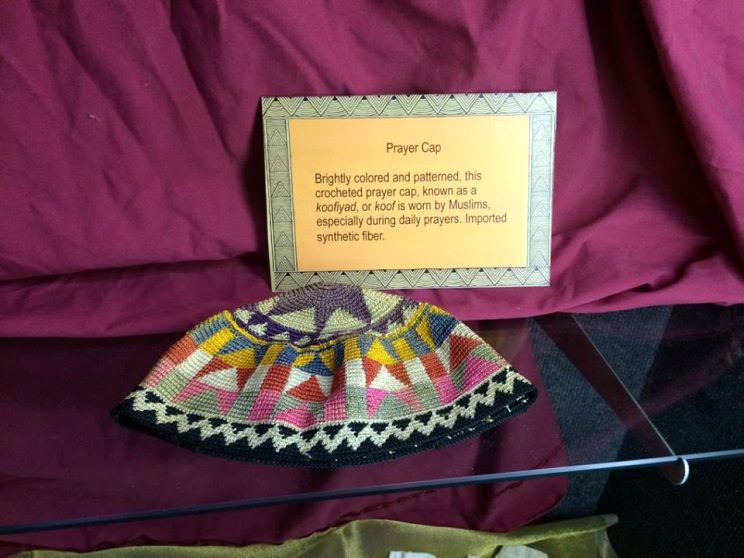 Prayer Cap
Brightly colored and patterned, this
crocheted prayer cap, known as a
koofiyad, or koof is worn by Muslims,
especially during daily prayers. Imported
synthetic fiber.